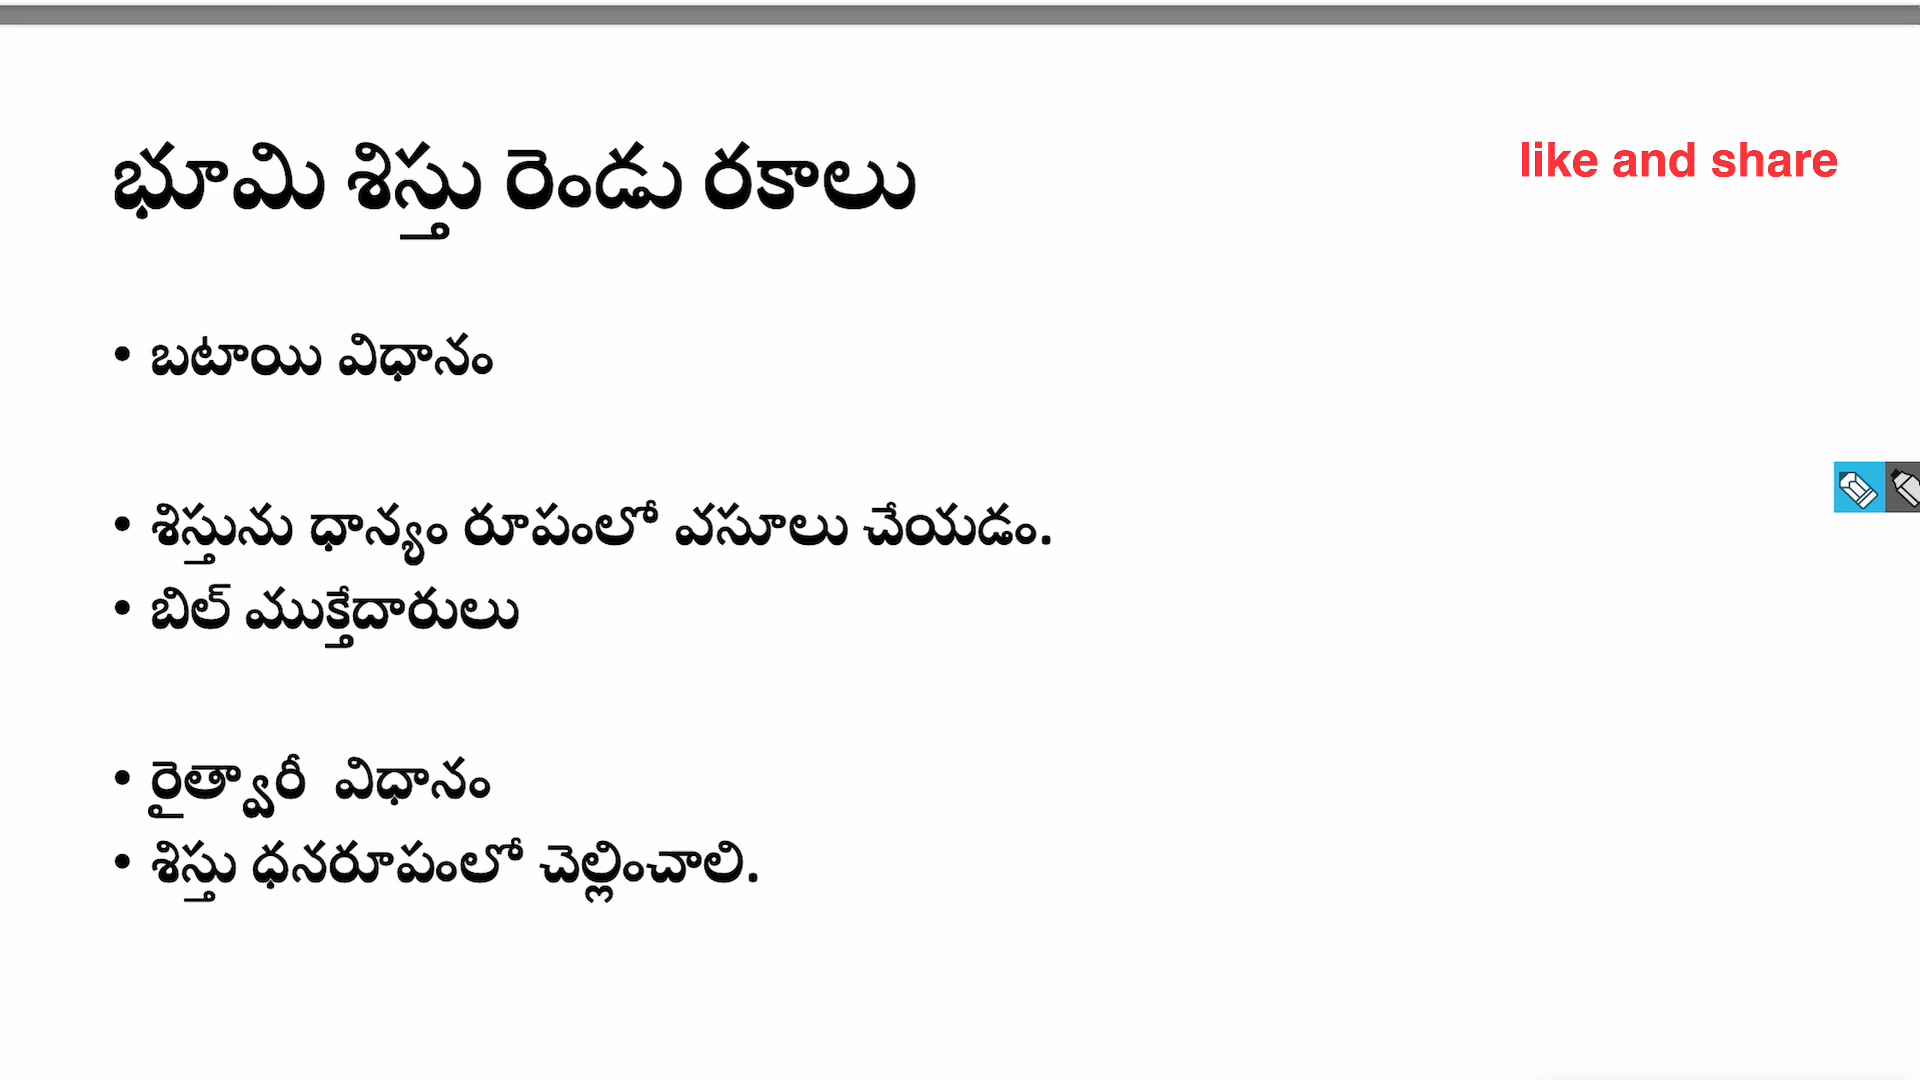 భూమి శిస్తు రెండు రకాలు
like and share
• బటాయి విధానం
• శిస్తును ధాన్యం రూపంలో వసూలు చేయడం.
• బిల్ ముక్తేదారులు
• రైత్వారీ విధానం
• శిస్తు ధనరూపంలో చెల్లించాలి.